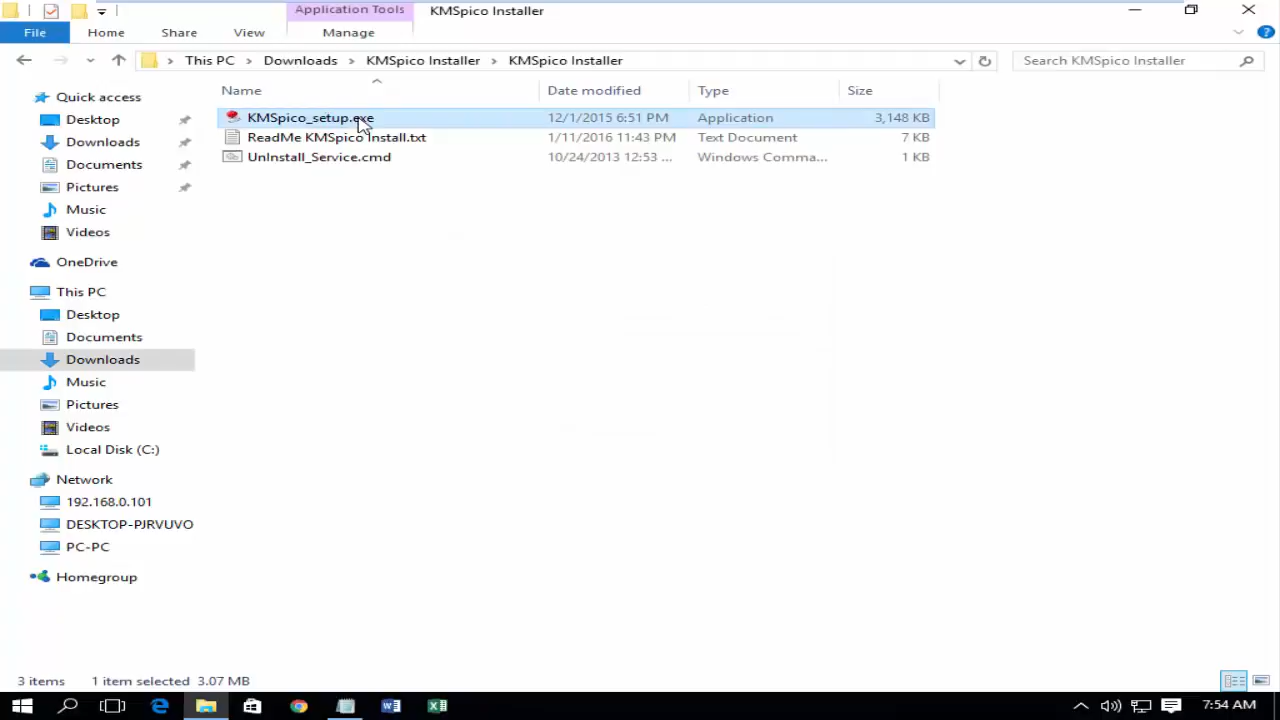 Application Tools KMSpico Installer
File Home Share View Manage
This PC Downloads KMSpico Installer KMSpico Installer Search KMSpico Installer
Name Date modified Type Size
Quick access
Desktop
Downloads
Documents
Pictures
Music
Videos
OneDrive
This PC
Desktop
Documents
Downloads
Music
Pictures
Videos
Local Disk (C:)
Network
192.168.0.101
DESKTOP-PJRVUVO
PC-PC
Homegroup
KMSpico_setup.exe 12/1/2015 6:51 PM Application 3,148 KB
ReadMe KMSpico Install.txt 1/11/2016 11:43 PM Text Document 7 KB
UnInstall_Service.cmd 10/24/2013 12:53 ... Windows Comma... 1 KB
3 items 1 item selected 3.07 MB
7:54 AM